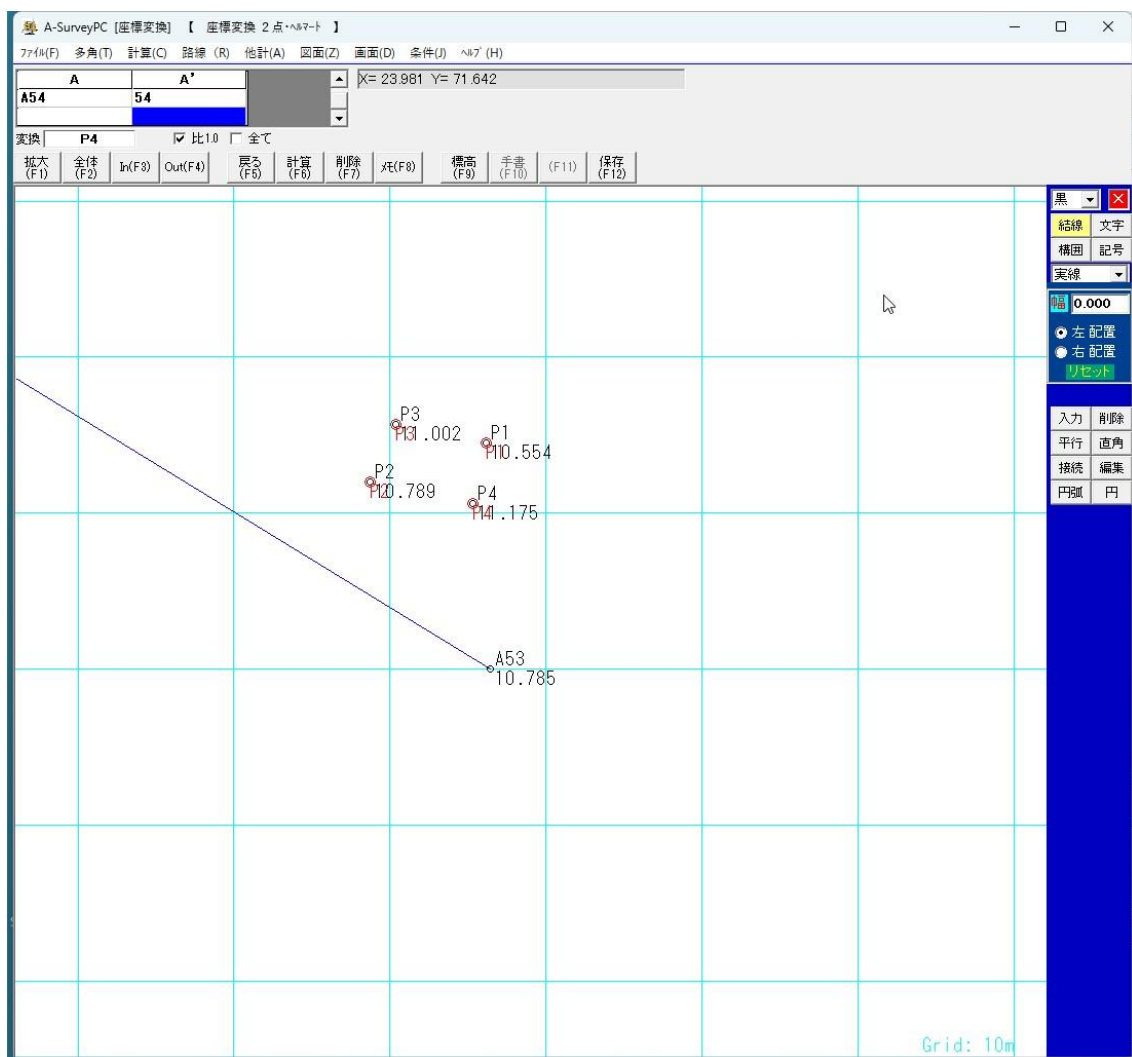 A-SurveyPC [座標変換] 【 座標変換 2点･ﾍﾙﾏｰﾄ 】
ﾌｧｲﾙ(F) 多角(T) 計算(C) 路線 (R) 他計(A) 図面(Z) 画面(D) 条件(J) ﾍﾙﾌﾟ(H)
A A’ X= 23.981 Y= 71.642
A54 54
変換 P4 比1.0 全て
拡大(F1) 全体(F2) In(F3) Out(F4) 戻る(F5) 計算(F6) 削除(F7) ﾒﾓ(F8) 標高(F9) 手書(F10) (F11) 保存(F12)
黒
結線 文字
構囲 記号
実線
幅 0.000
左 配置
右 配置
リセット
入力 削除
平行 直角
接続 編集
円弧 円
P3
P3
11.002
P1
P1
10.554
P2
P2
10.789
P4
P4
11.175
A53
10.785
Grid: 10m